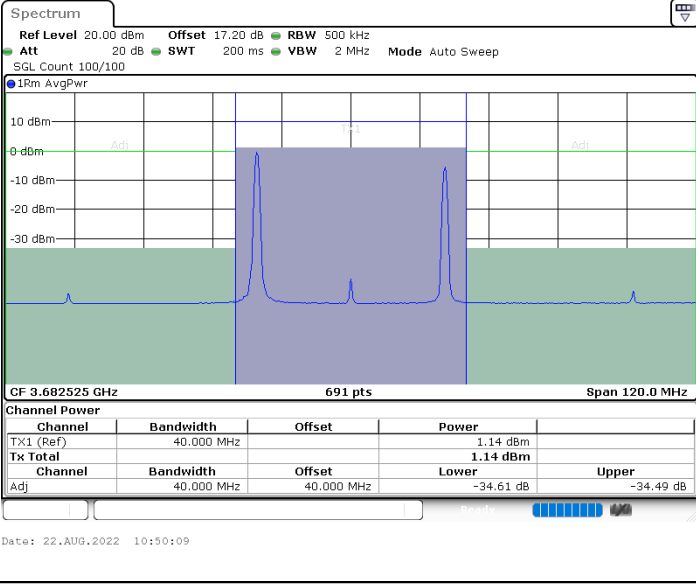 Spectrum
Ref Level 20.00 dBm Offset 17.20 dB RBW 500 kHz
Att 20 dB SWT 200 ms VBW 2 MHz Mode Auto Sweep
SGL Count 100/100
1Rm AvgPwr
10 dBm
Tx1
0 dBm
Adj Adj
-10 dBm
-20 dBm
-30 dBm
CF 3.682525 GHz 691 pts Span 120.0 MHz
Channel Power
Channel Bandwidth Offset Power
TX1 (Ref) 40.000 MHz 1.14 dBm
Tx Total 1.14 dBm
Channel Bandwidth Offset Lower Upper
Adj 40.000 MHz 40.000 MHz -34.61 dB -34.49 dB
Ready
Date: 22.AUG.2022 10:50:09